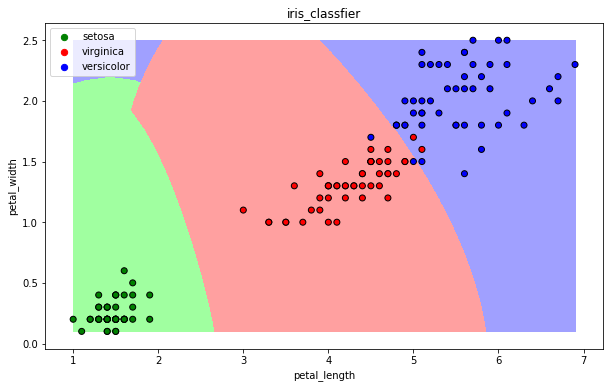 iris_classfier
setosa
virginica
versicolor
2.5
2.0
1.5
1.0
0.5
0.0
petal_width
1
2
3
4
5
6
7
petal_length